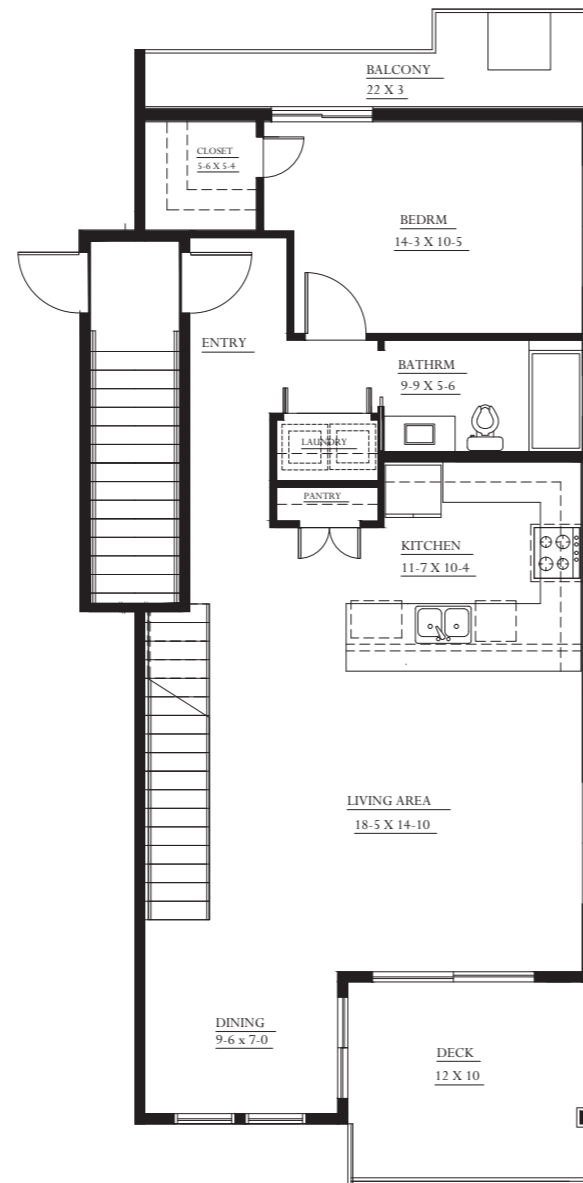 BALCONY
22 X 3
CLOSET
5-6 X 5-4
BEDRM
14-3 X 10-5
ENTRY
BATHRM
9-9 X 5-6
LAUNDRY
PANTRY
KITCHEN
11-7 X 10-4
LIVING AREA
18-5 X 14-10
DINING
9-6 x 7-0
DECK
12 X 10